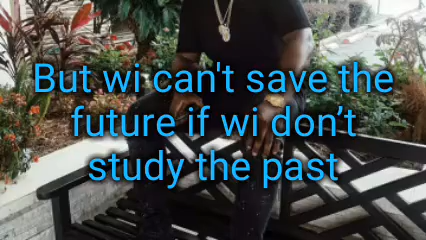 But wi can't save the
future if wi don’t
study the past